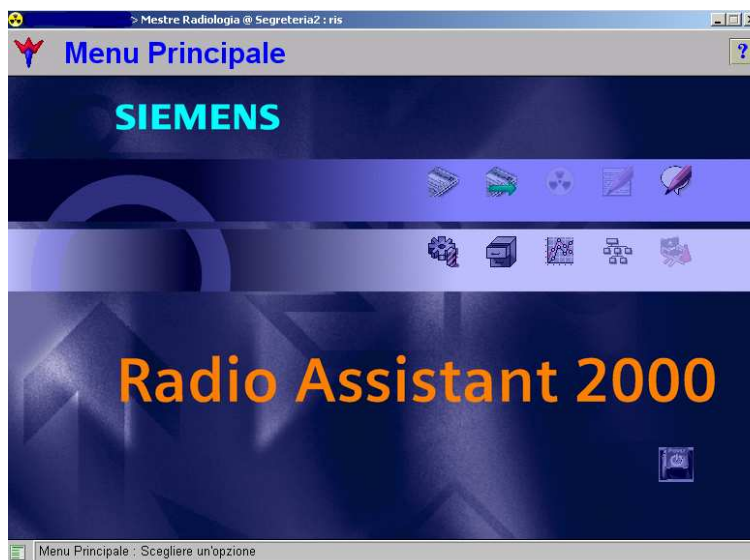 > Mestre Radiologia @ Segreteria2 : ris
Menu Principale
?
SIEMENS
Radio Assistant 2000
Menu Principale : Scegliere un'opzione